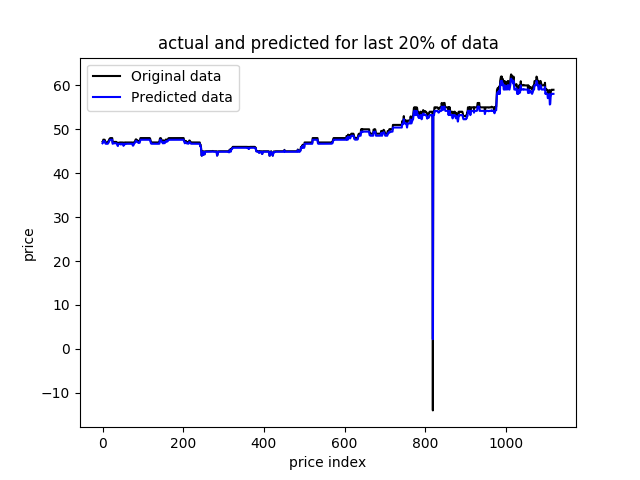 actual and predicted for last 20% of data
Original data
Predicted data
60
50
40
30
20
10
0
−10
price
0 200 400 600 800 1000
price index